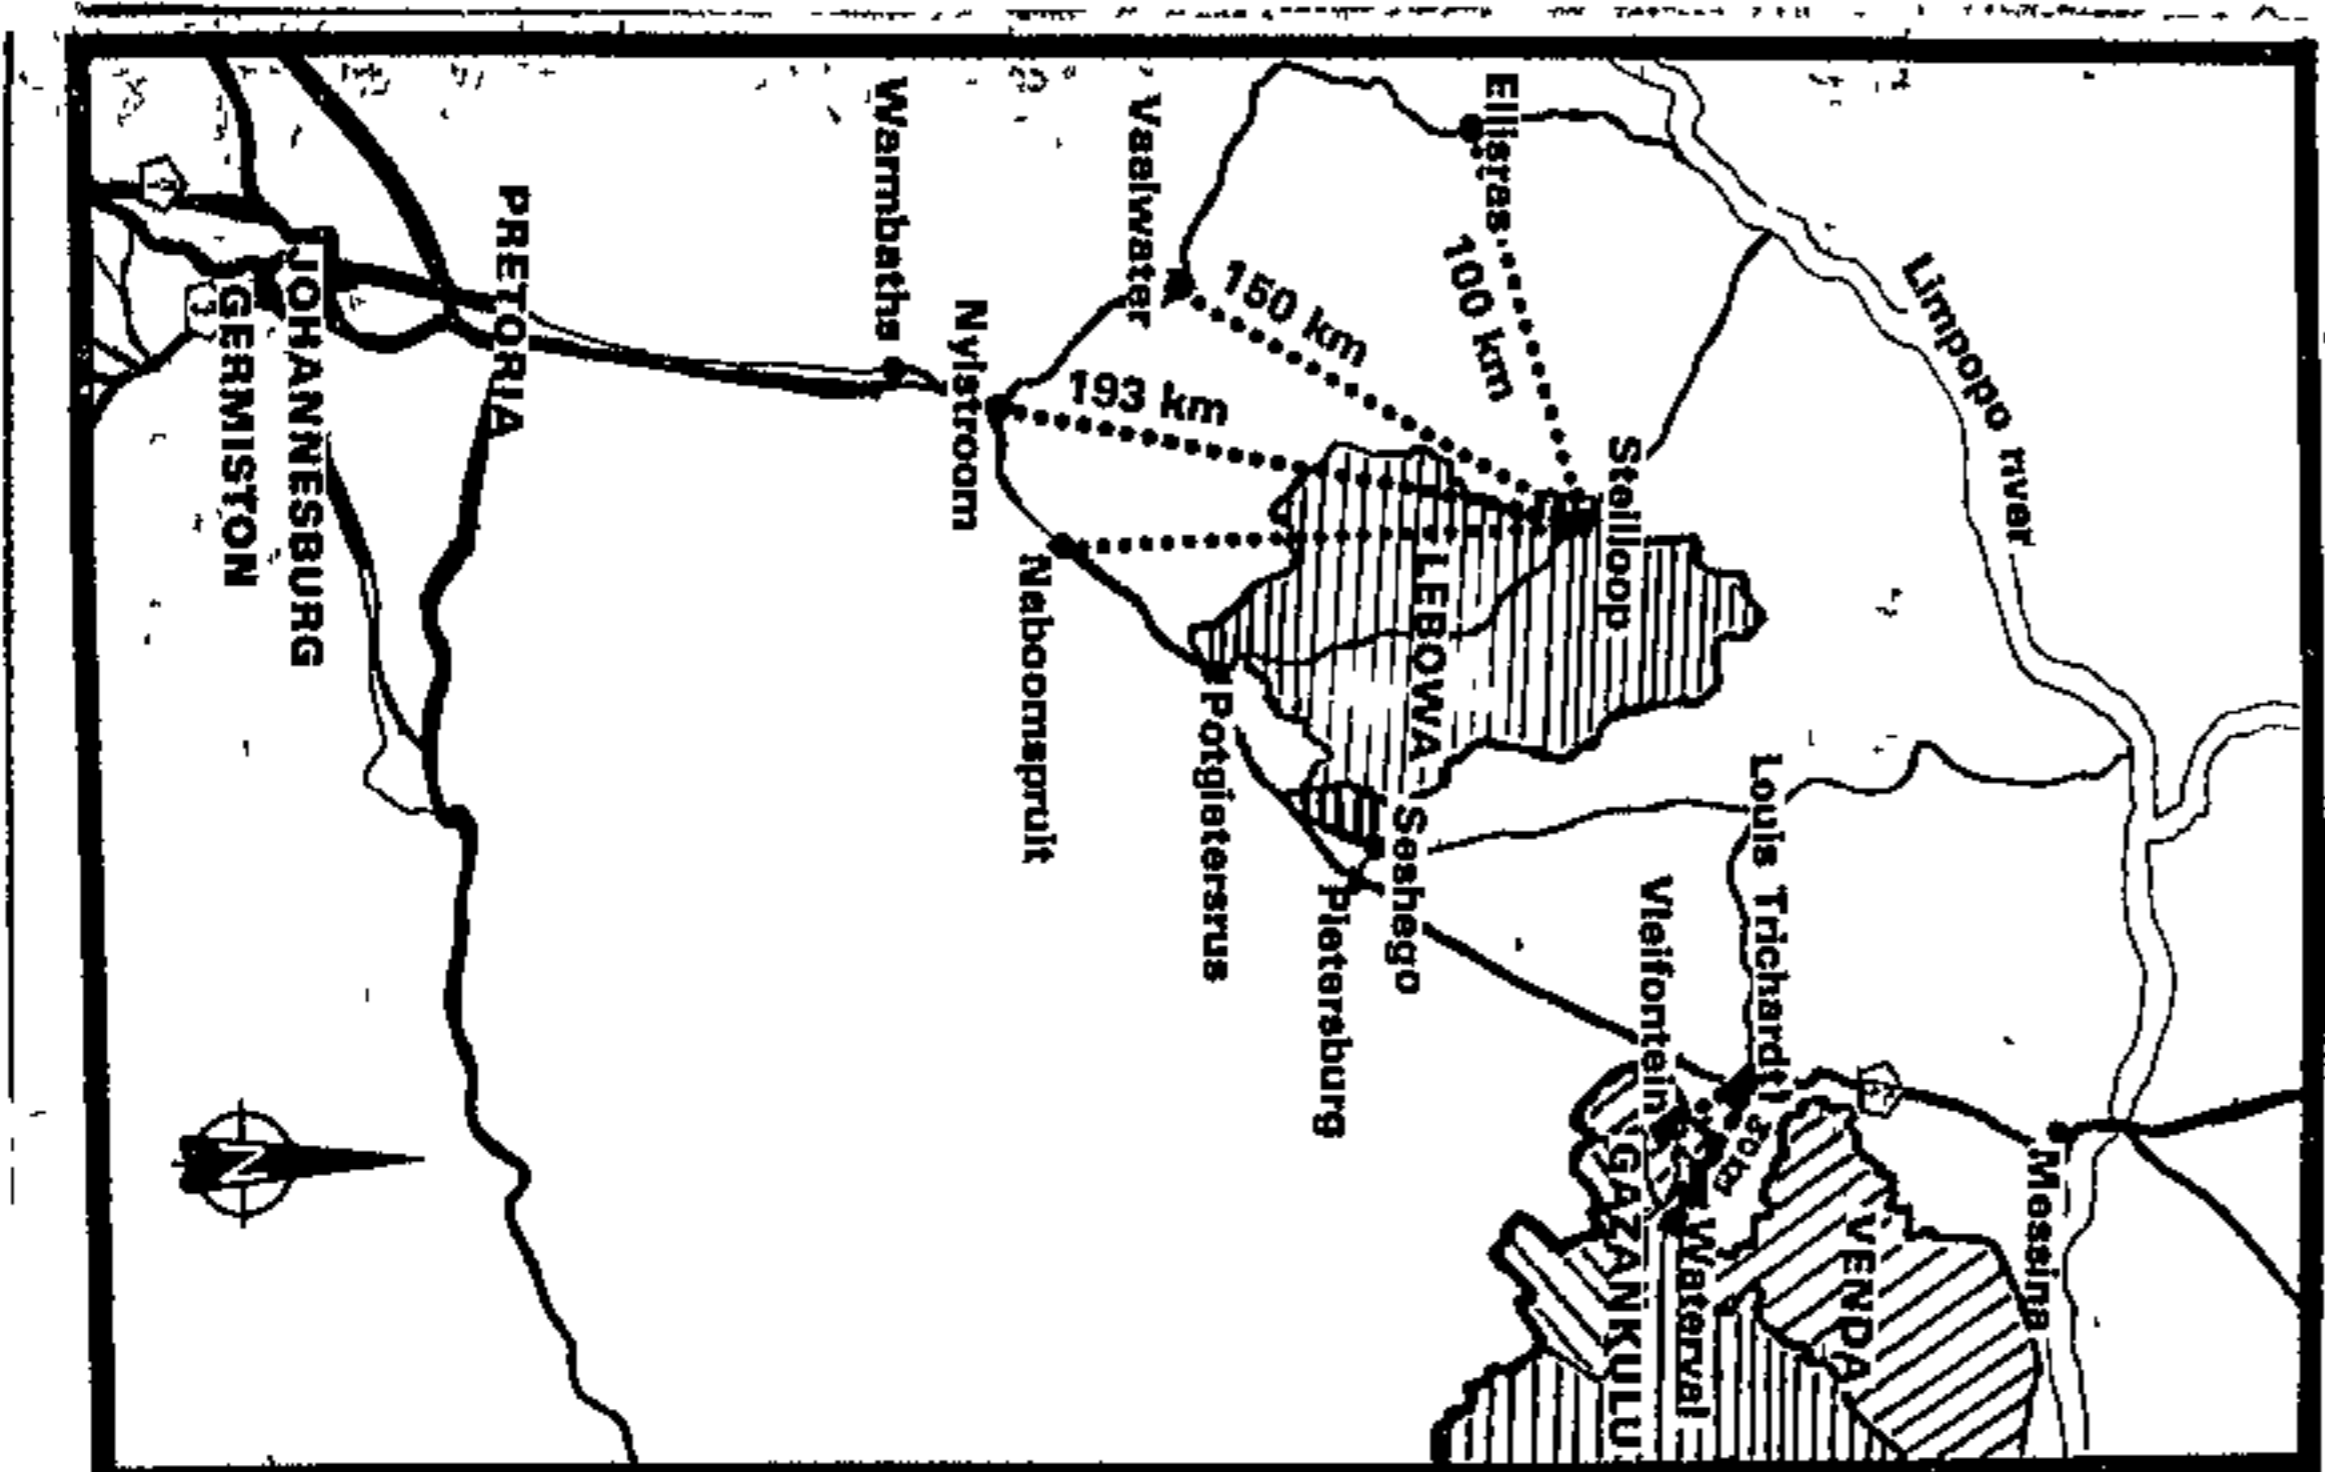 Limpopo river
Messina
Ellisras
100 km
Steilloop
Louis Trichardt
VENDA
Vleifontein
Waterval
GAZANKULU
Vaalwater
150 km
193 km
LEBOWA
Seshego
Pietersburg
Potgietersrus
Naboomspruit
Nylstroom
Warmbaths
PRETORIA
JOHANNESBURG
GERMISTON
N